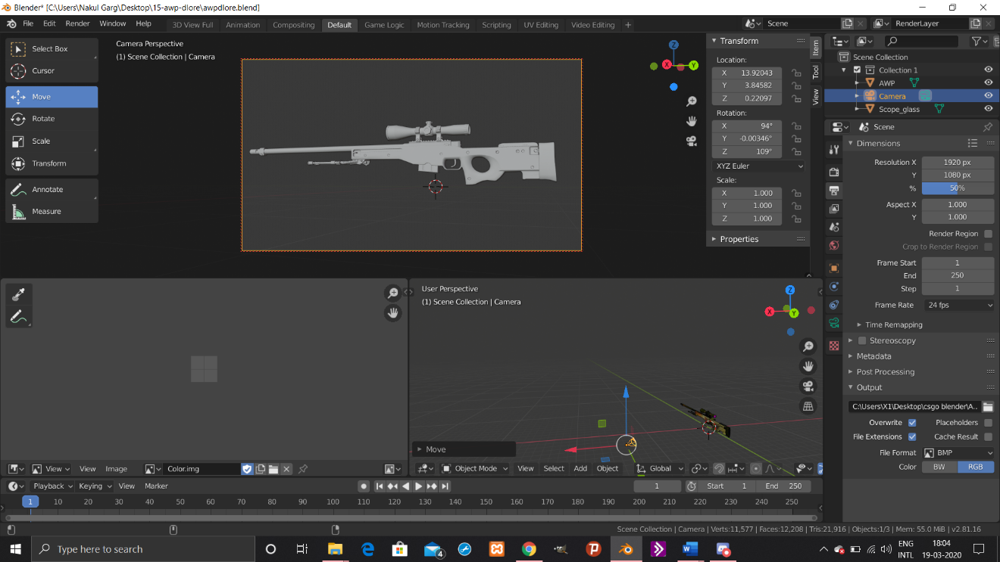 Blender* [C:\Users\Nakul Garg\Desktop\15-awp-dlore\awpdlore.blend]
File Edit Render Window Help 3D View Full Animation Compositing Default Game Logic Motion Tracking Scripting UV Editing Video Editing + Scene RenderLayer
Select Box
Cursor
Move
Rotate
Scale
Transform
Annotate
Measure
Camera Perspective
(1) Scene Collection | Camera
Z
X
Y
Transform
Location:
X 13.92043
Y 3.84582
Z 0.22097
Rotation:
X 94°
Y -0.00346°
Z 109°
XYZ Euler
Scale:
X 1.000
Y 1.000
Z 1.000
Properties
Item
Tool
View
Scene Collection
Collection 1
AWP
Camera
Scope_glass
Scene
Dimensions
Resolution X 1920 px
Y 1080 px
% 50%
Aspect X 1.000
Y 1.000
Render Region
Crop to Render Region
Frame Start 1
End 250
Step 1
Frame Rate 24 fps
Time Remapping
Stereoscopy
Metadata
Post Processing
Output
C:\Users\X1\Desktop\csgo blender\A..
Overwrite Placeholders
File Extensions Cache Result
File Format BMP
Color BW RGB
User Perspective
(1) Scene Collection | Camera
Z
X
Y
Move
View View Image Color.img
Object Mode View Select Add Object Global
Playback Keying View Marker 1 Start 1 End 250
1 10 20 30 40 50 60 70 80 90 100 110 120 130 140 150 160 170 180 190 200 210 220 230 240 250
Scene Collection | Camera | Verts:11,577 | Faces:12,208 | Tris:21,916 | Objects:1/3 | Mem: 55.0 MiB | v2.81.16
Type here to search
4
ENG
INTL
18:04
19-03-2020